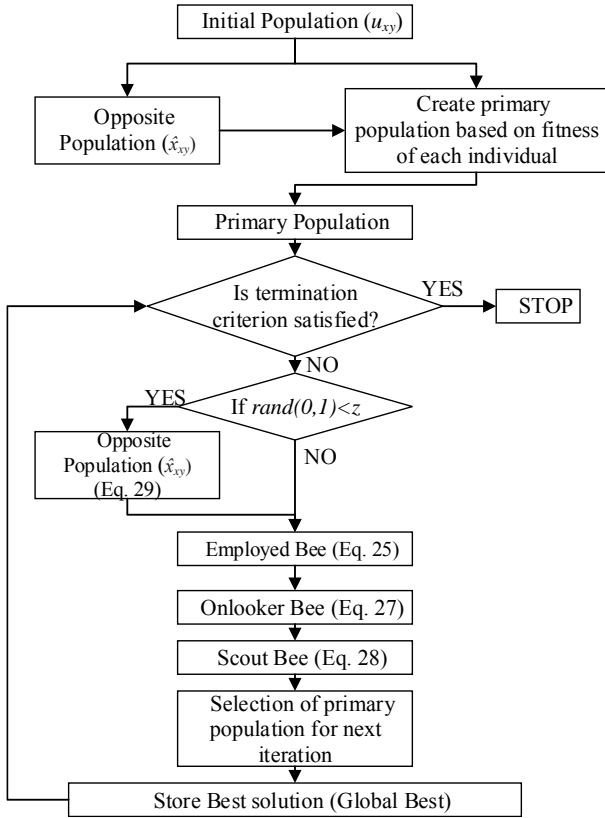 Initial Population (u_xy)
Opposite
Population (x̂_xy)
Create primary
population based on fitness
of each individual
Primary Population
Is termination
criterion satisfied?
YES
STOP
NO
If rand(0,1)<z
YES
Opposite
Population (x̂_xy)
(Eq. 29)
NO
Employed Bee (Eq. 25)
Onlooker Bee (Eq. 27)
Scout Bee (Eq. 28)
Selection of primary
population for next
iteration
Store Best solution (Global Best)